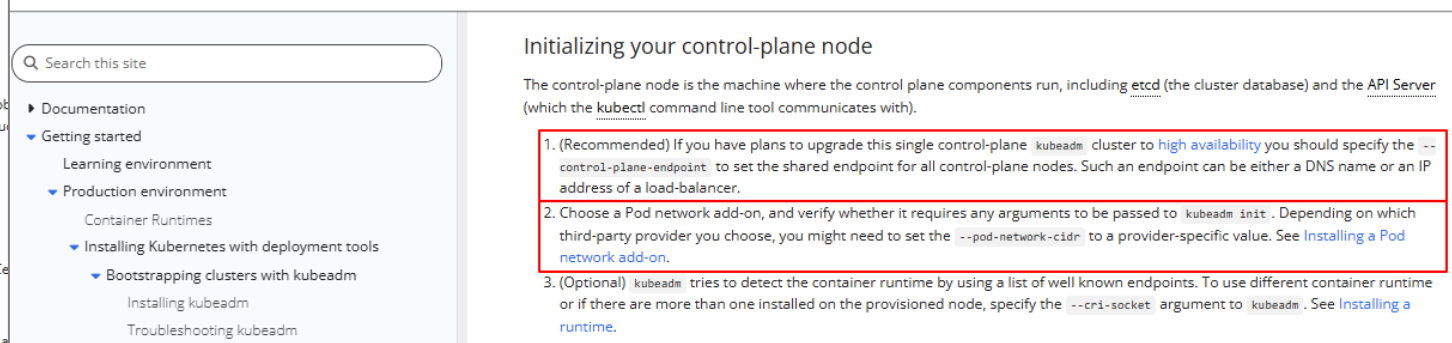 Search this site
Documentation
Getting started
Learning environment
Production environment
Container Runtimes
Installing Kubernetes with deployment tools
Bootstrapping clusters with kubeadm
Installing kubeadm
Troubleshooting kubeadm
Initializing your control-plane node
The control-plane node is the machine where the control plane components run, including etcd (the cluster database) and the API Server
(which the kubectl command line tool communicates with).
1. (Recommended) If you have plans to upgrade this single control-plane kubeadm cluster to high availability you should specify the --
control-plane-endpoint to set the shared endpoint for all control-plane nodes. Such an endpoint can be either a DNS name or an IP
address of a load-balancer.
2. Choose a Pod network add-on, and verify whether it requires any arguments to be passed to kubeadm init. Depending on which
third-party provider you choose, you might need to set the --pod-network-cidr to a provider-specific value. See Installing a Pod
network add-on.
3. (Optional) kubeadm tries to detect the container runtime by using a list of well known endpoints. To use different container runtime
or if there are more than one installed on the provisioned node, specify the --cri-socket argument to kubeadm. See Installing a
runtime.